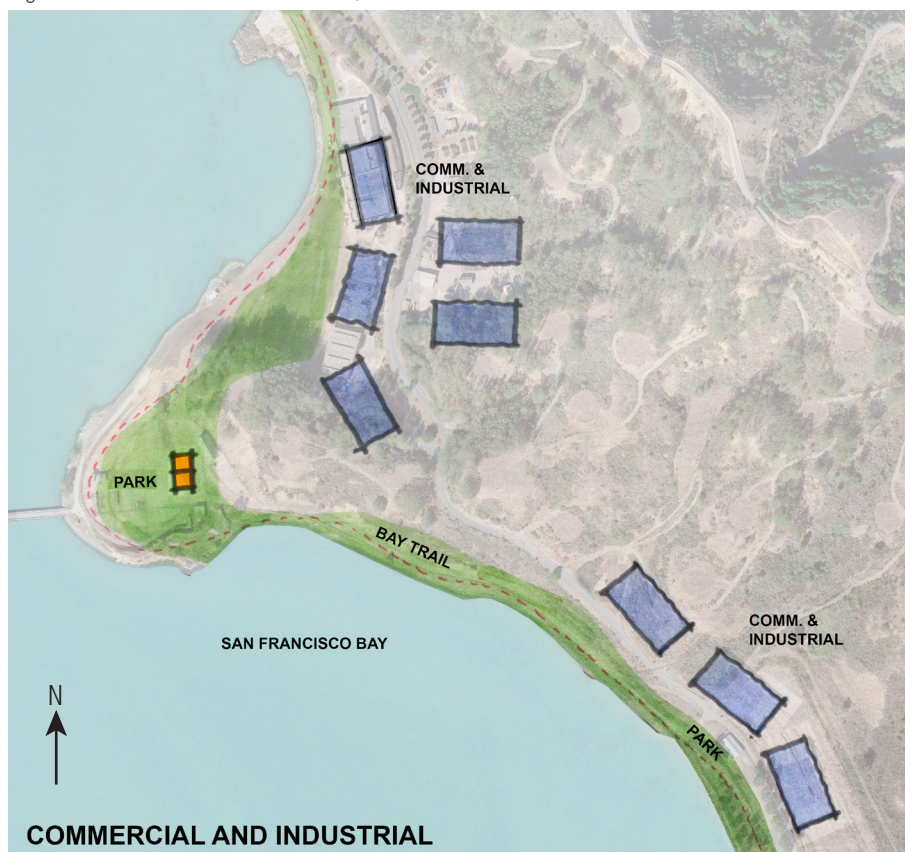 COMM. &
INDUSTRIAL
PARK
BAY TRAIL
COMM. &
INDUSTRIAL
SAN FRANCISCO BAY
N
PARK
COMMERCIAL AND INDUSTRIAL